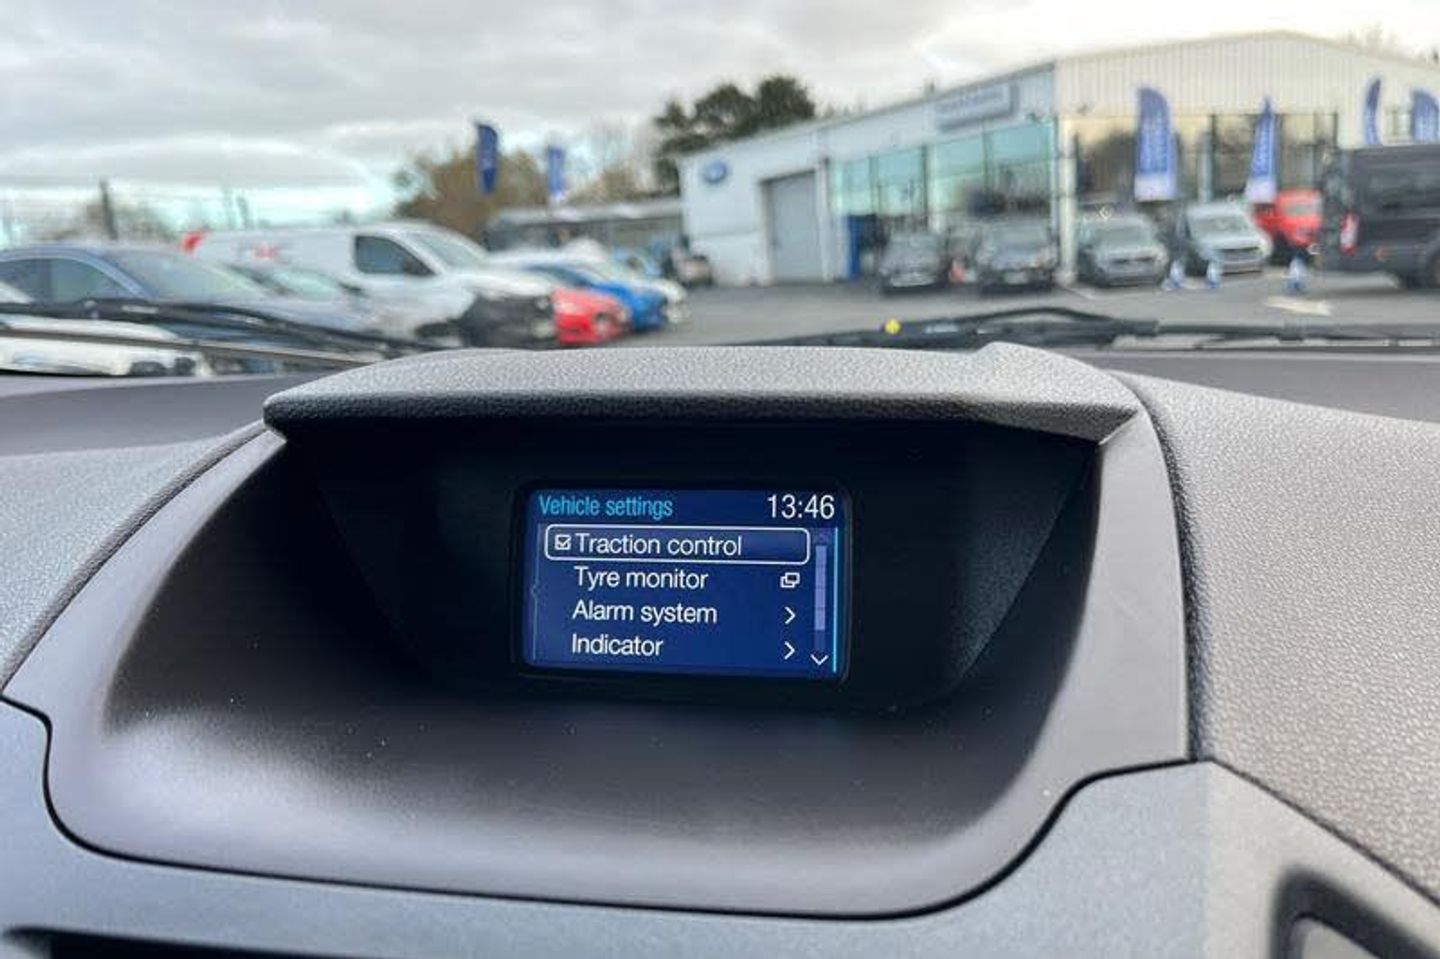 Vehicle settings 13:46
Traction control
Tyre monitor
Alarm system
Indicator